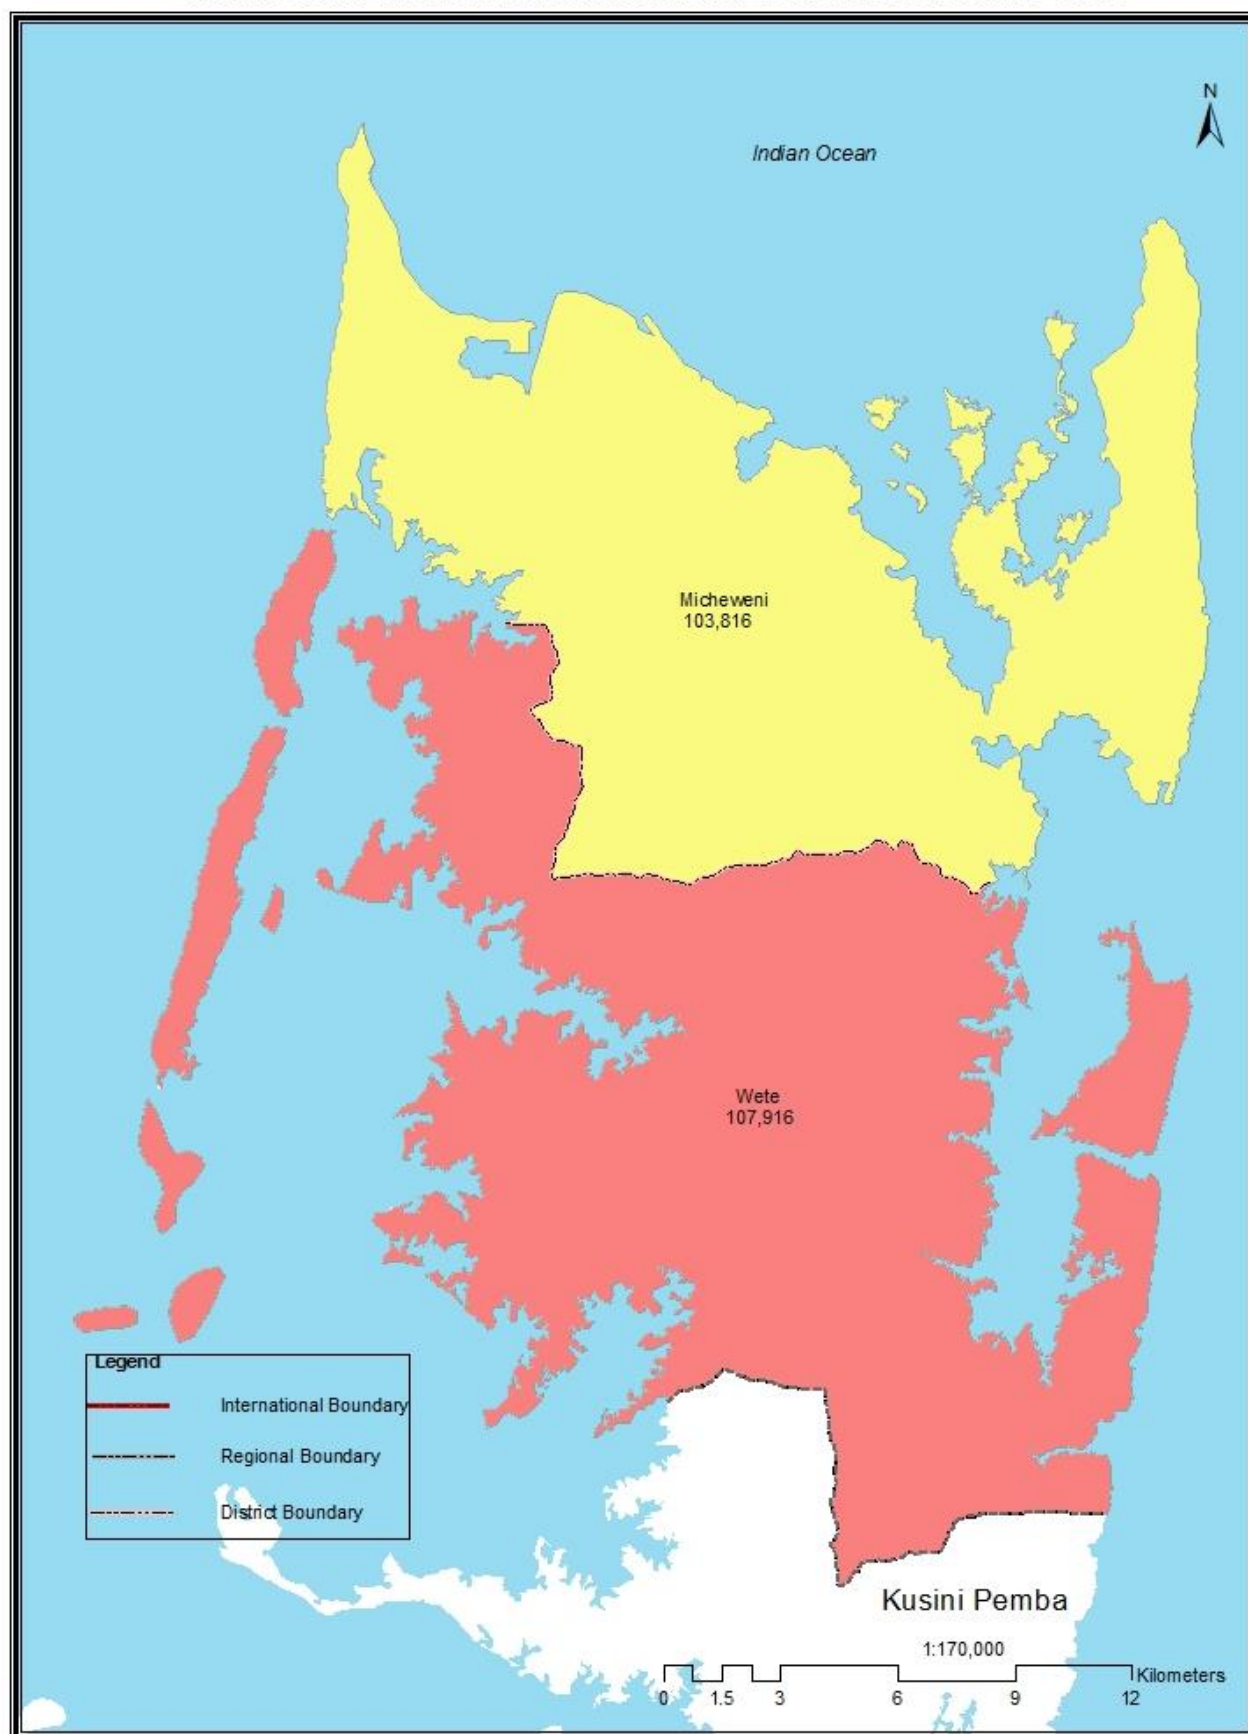 N
Indian Ocean
Micheweni
103,816
Wete
107,916
Legend
International Boundary
Regional Boundary
District Boundary
Kusini Pemba
1:170,000
Kilometers
0 1.5 3 6 9 12